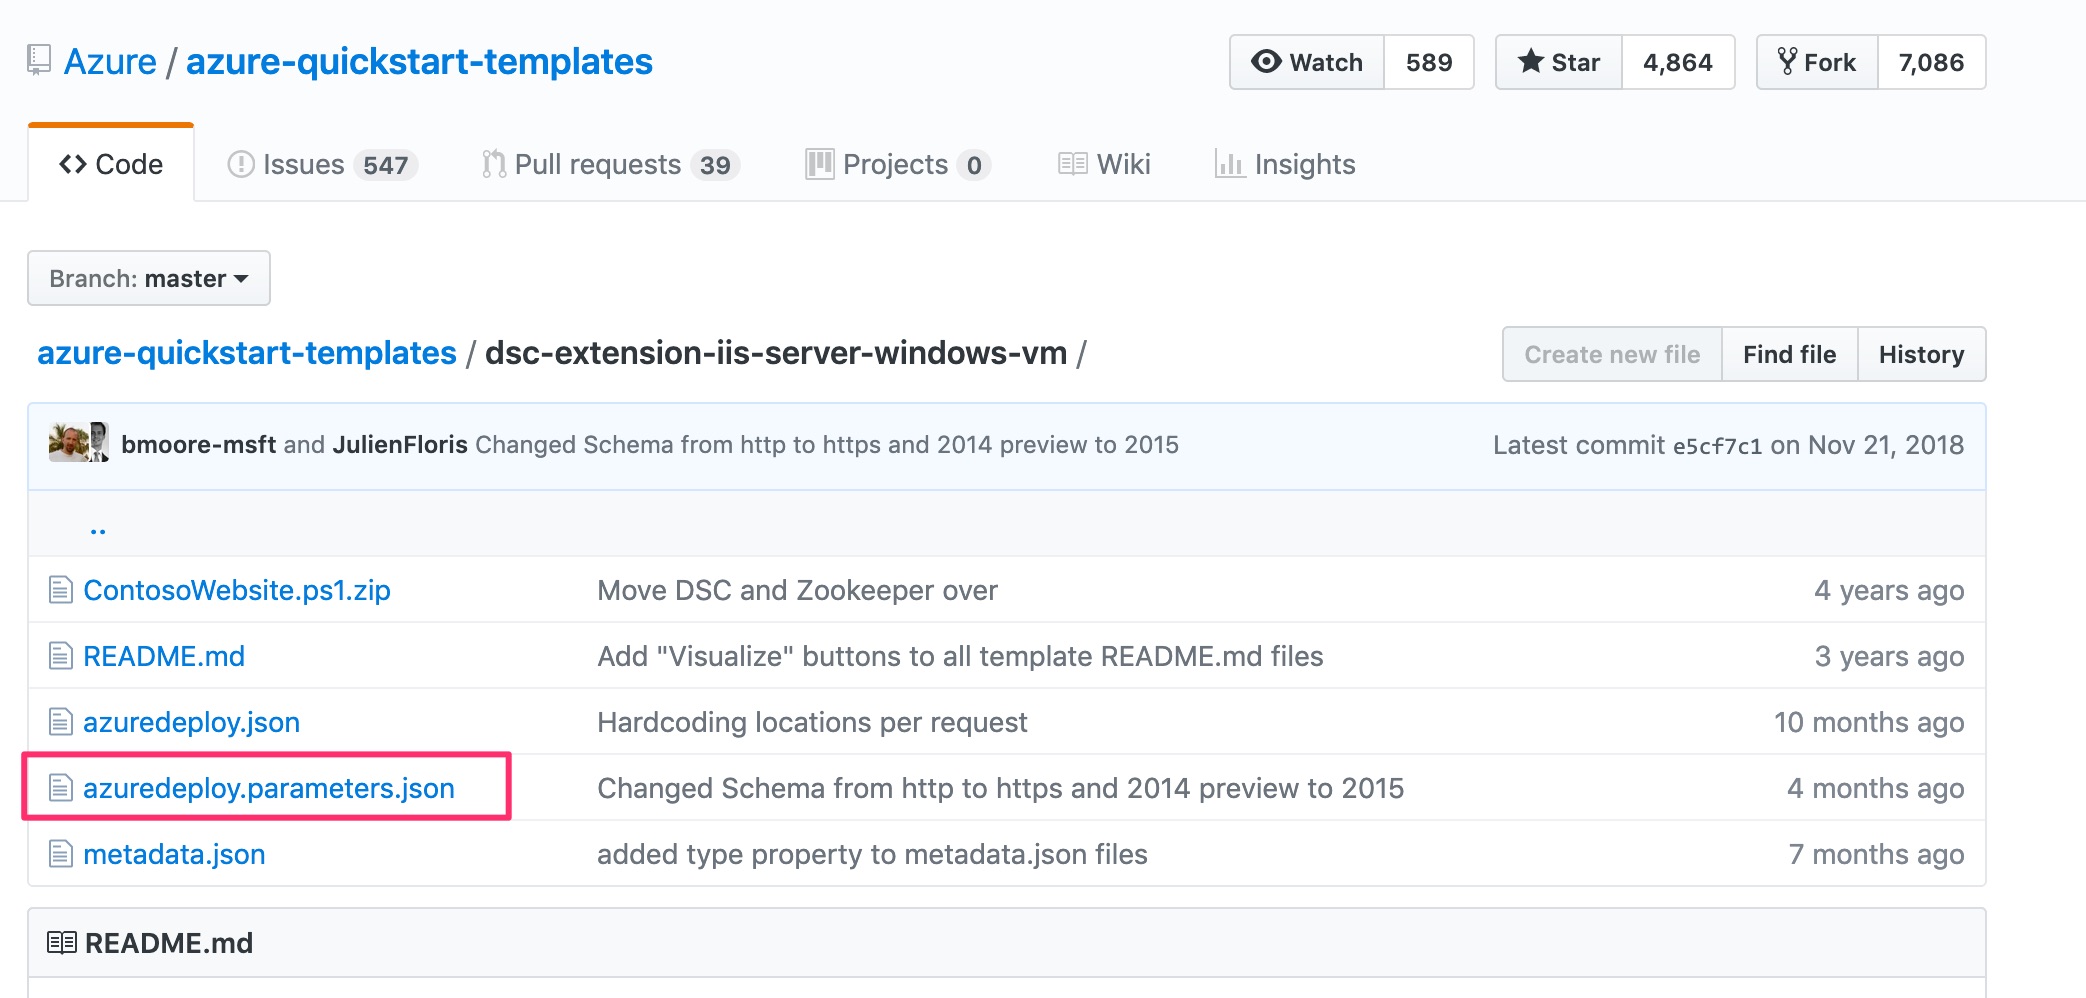 Azure / azure-quickstart-templates Watch 589 Star 4,864 Fork 7,086
Code Issues 547 Pull requests 39 Projects 0 Wiki Insights
Branch: master
azure-quickstart-templates / dsc-extension-iis-server-windows-vm / Create new file Find file History
bmoore-msft and JulienFloris Changed Schema from http to https and 2014 preview to 2015 Latest commit e5cf7c1 on Nov 21, 2018
..
ContosoWebsite.ps1.zip Move DSC and Zookeeper over 4 years ago
README.md Add "Visualize" buttons to all template README.md files 3 years ago
azuredeploy.json Hardcoding locations per request 10 months ago
azuredeploy.parameters.json Changed Schema from http to https and 2014 preview to 2015 4 months ago
metadata.json added type property to metadata.json files 7 months ago
README.md